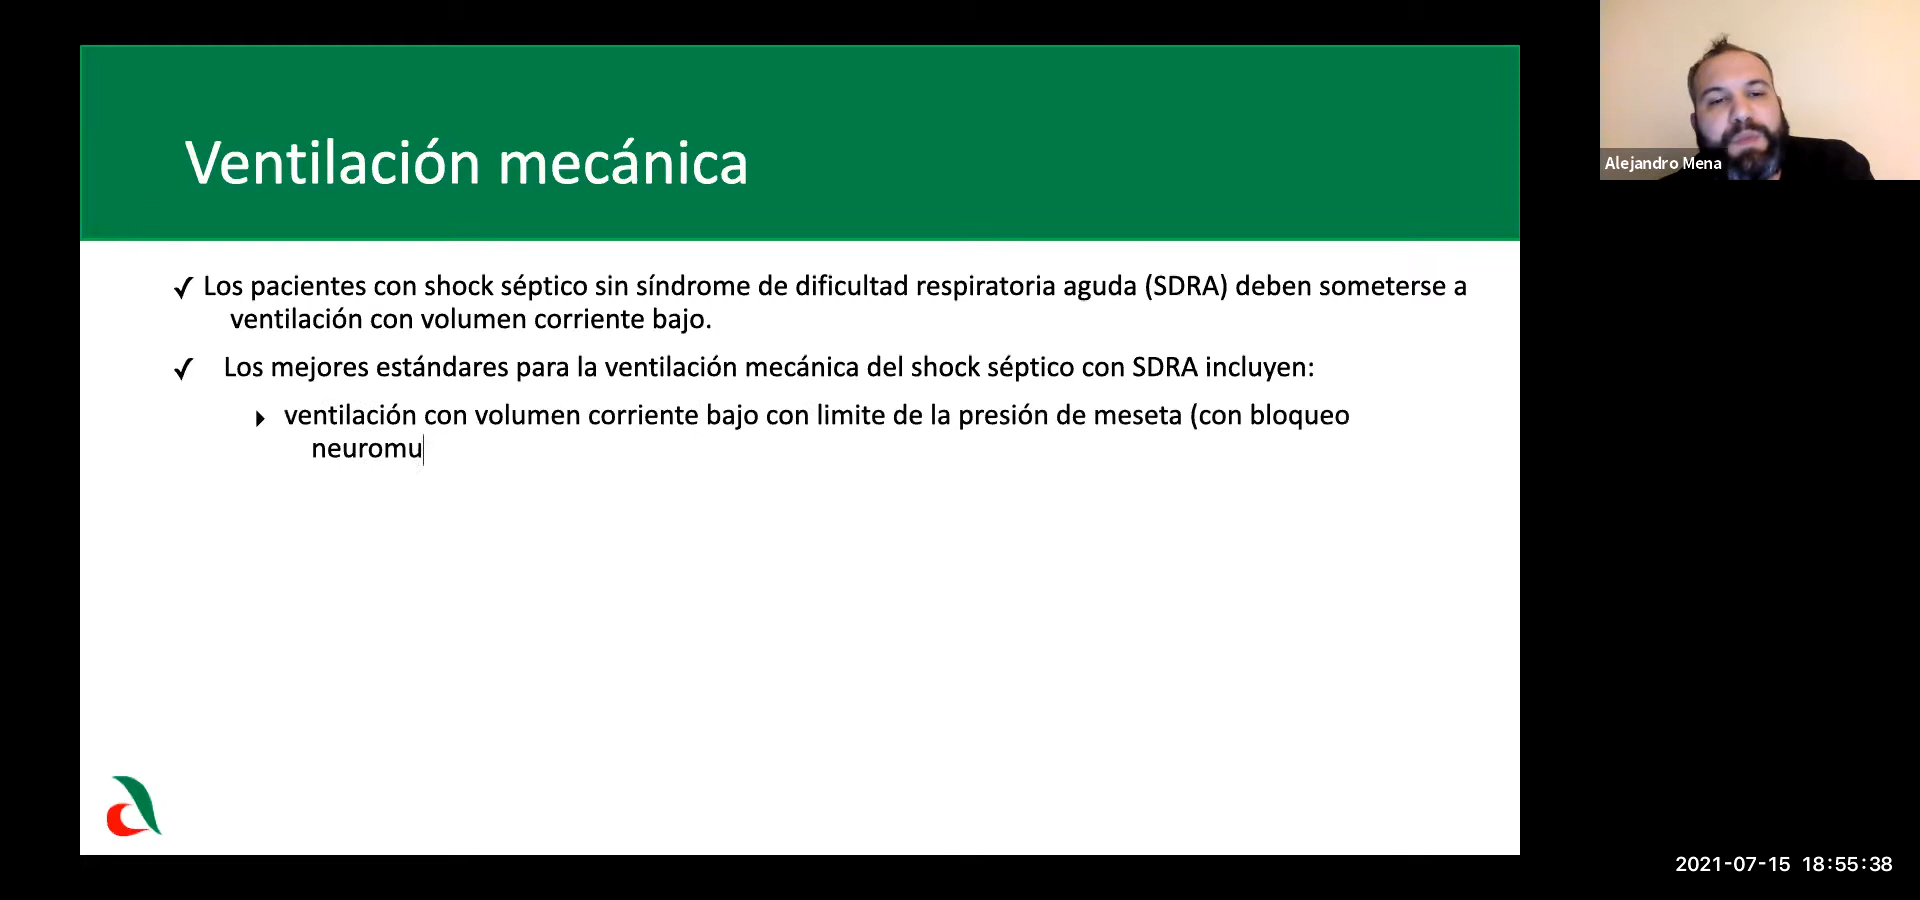 Ventilación mecánica
Alejandro Mena
✓ Los pacientes con shock séptico sin síndrome de dificultad respiratoria aguda (SDRA) deben someterse a
ventilación con volumen corriente bajo.
✓ Los mejores estándares para la ventilación mecánica del shock séptico con SDRA incluyen:
ventilación con volumen corriente bajo con limite de la presión de meseta (con bloqueo
neuromu
2021-07-15 18:55:38